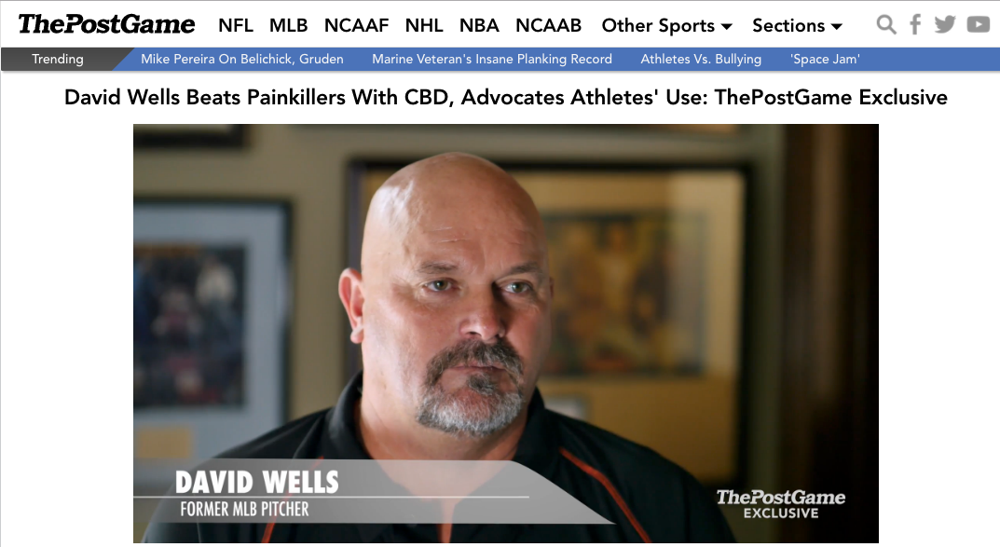 ThePostGame NFL MLB NCAAF NHL NBA NCAAB Other Sports Sections
Trending Mike Pereira On Belichick, Gruden Marine Veteran's Insane Planking Record Athletes Vs. Bullying 'Space Jam'
David Wells Beats Painkillers With CBD, Advocates Athletes' Use: ThePostGame Exclusive
DAVID WELLS
FORMER MLB PITCHER
ThePostGame
EXCLUSIVE